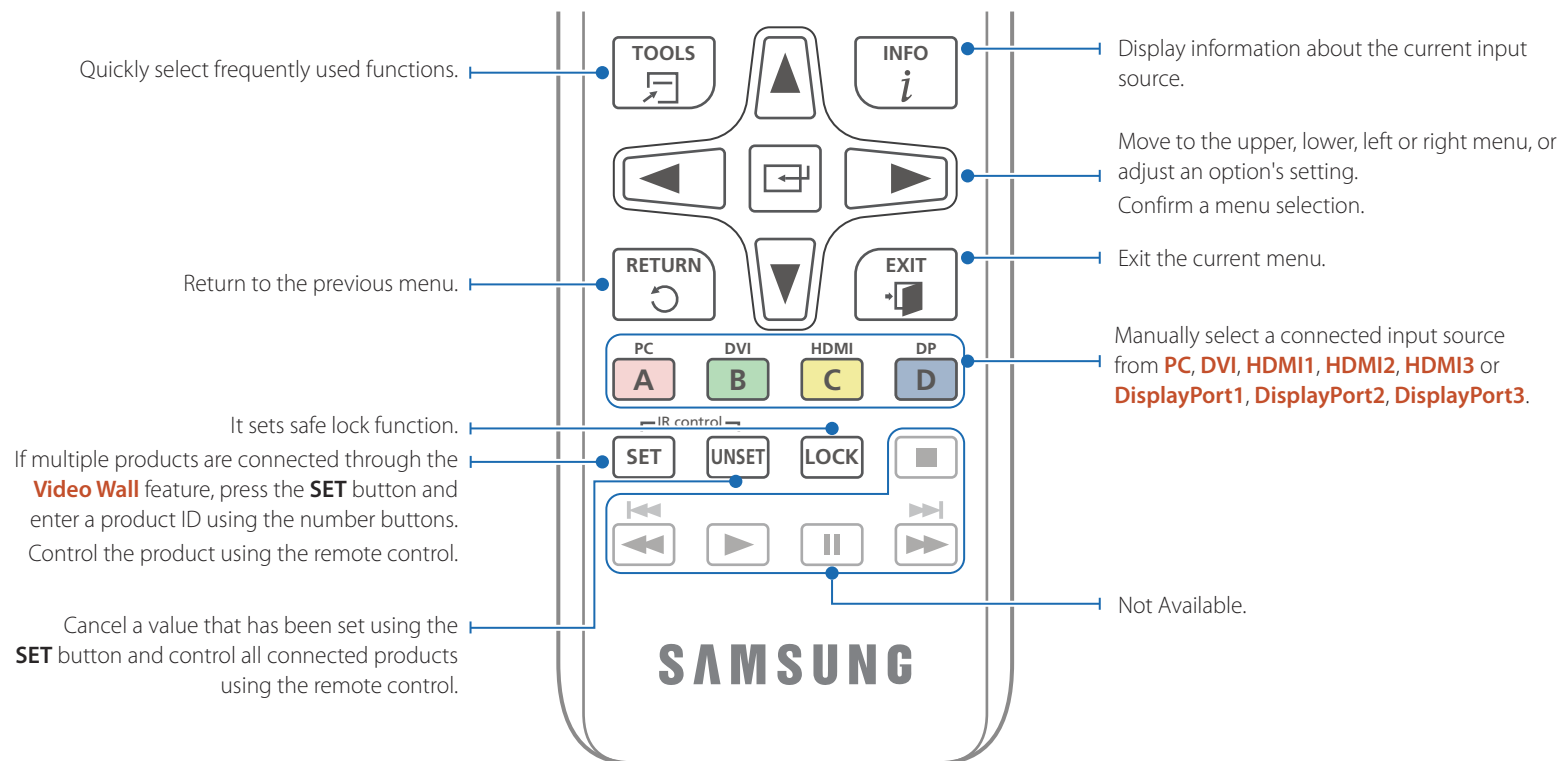 Quickly select frequently used functions.
TOOLS
INFO
i
Display information about the current input
source.
Move to the upper, lower, left or right menu, or
adjust an option's setting.
Confirm a menu selection.
Return to the previous menu.
RETURN
EXIT
Exit the current menu.
PC DVI HDMI DP
A B C D
Manually select a connected input source
from PC, DVI, HDMI1, HDMI2, HDMI3 or
DisplayPort1, DisplayPort2, DisplayPort3.
It sets safe lock function.
IR control
SET UNSET LOCK
If multiple products are connected through the
Video Wall feature, press the SET button and
enter a product ID using the number buttons.
Control the product using the remote control.
Not Available.
Cancel a value that has been set using the
SET button and control all connected products
using the remote control.
SAMSUNG